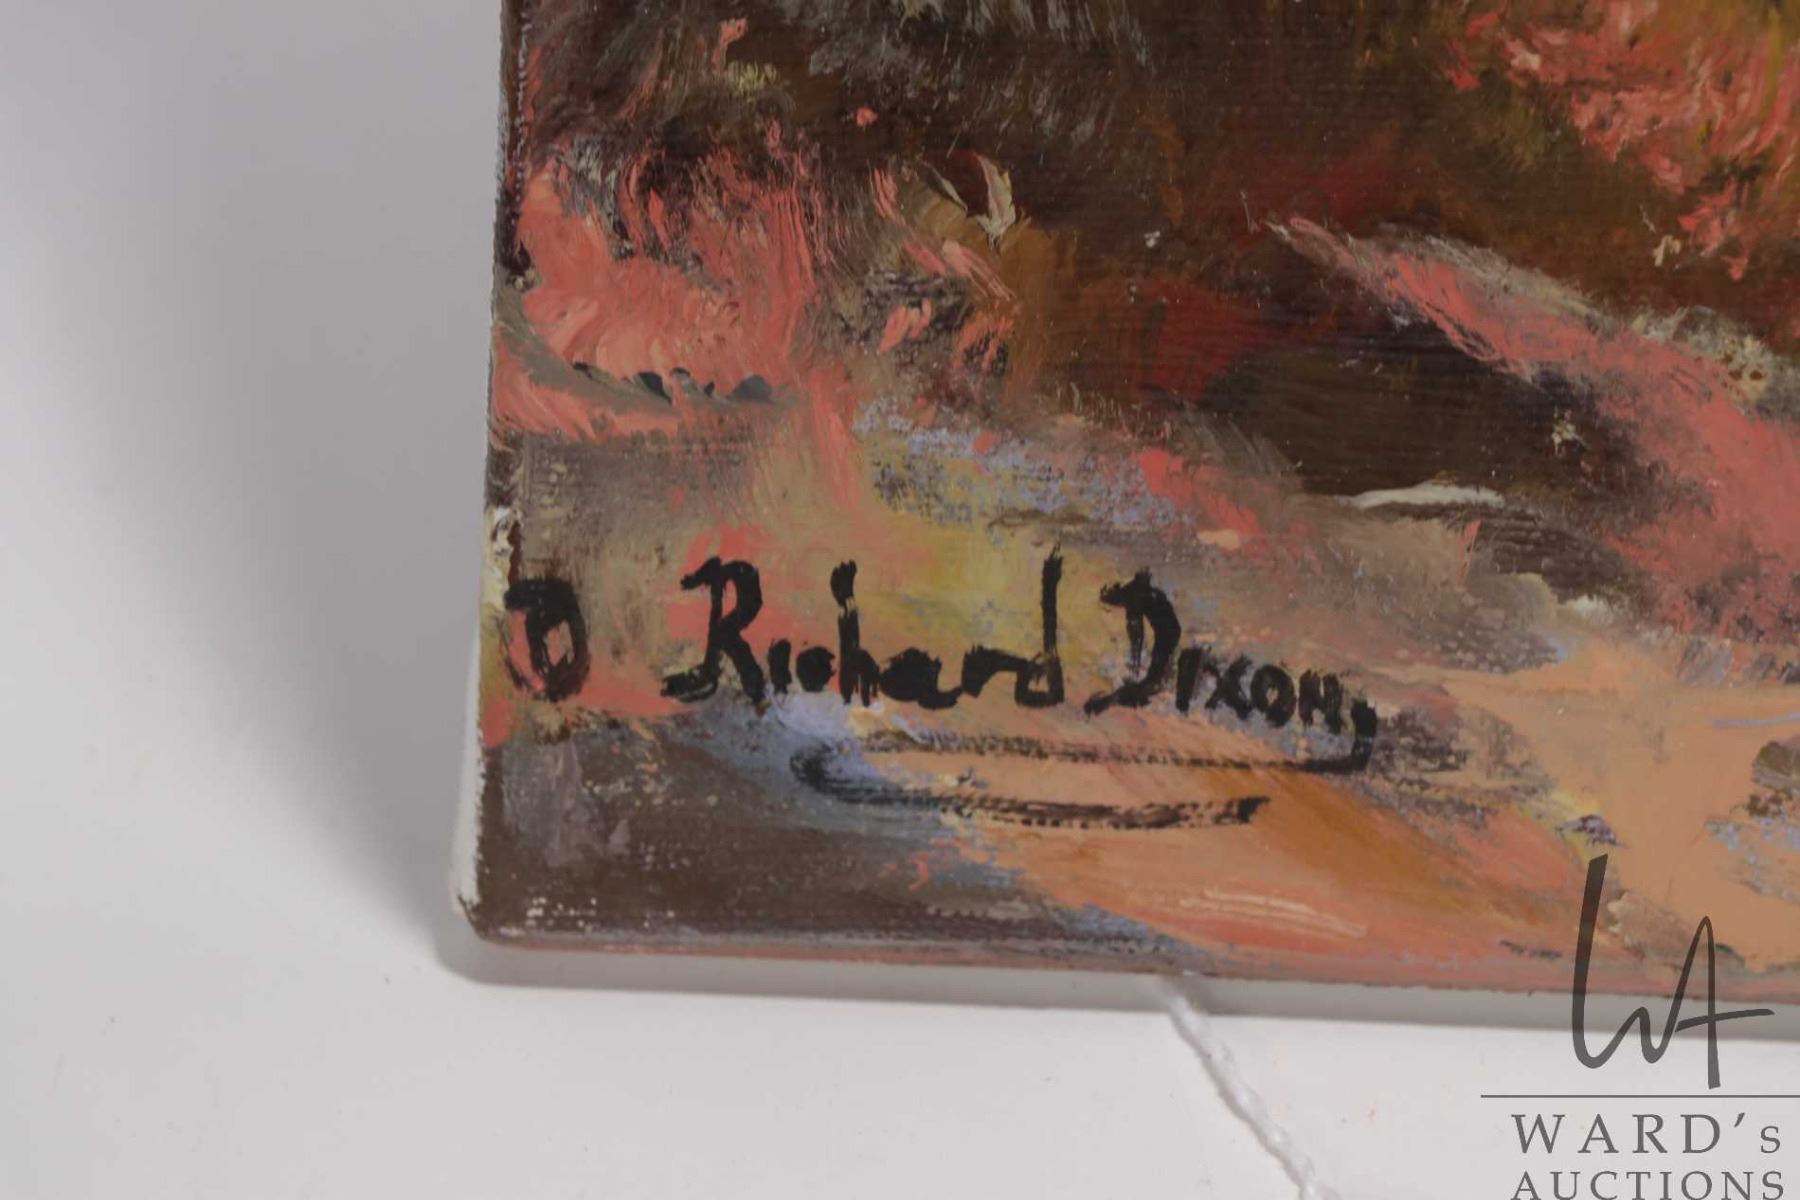 D Richard Dixon,
WA
WARD's
AUCTIONS